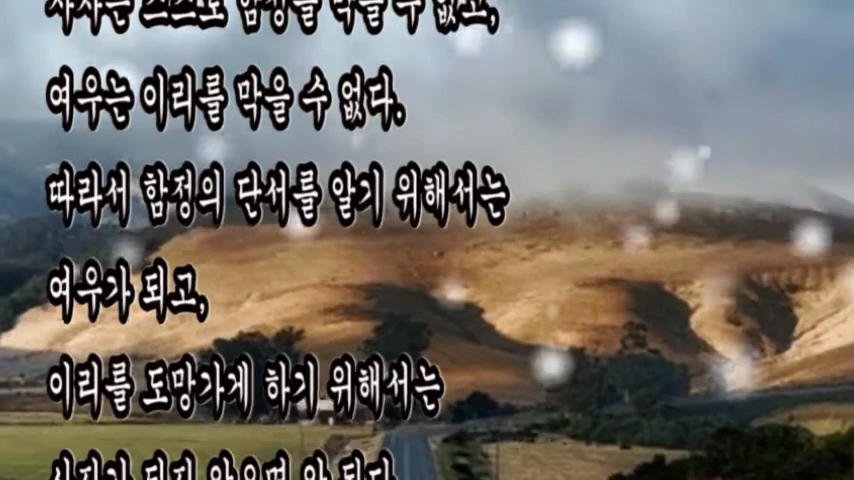 사자는 스스로 함정을 막을 수 없고,
여우는 이리를 막을 수 없다.
따라서 함정의 단서를 알기 위해서는
여우가 되고,
이리를 도망가게 하기 위해서는
사자가 되지 않으면 안 된다